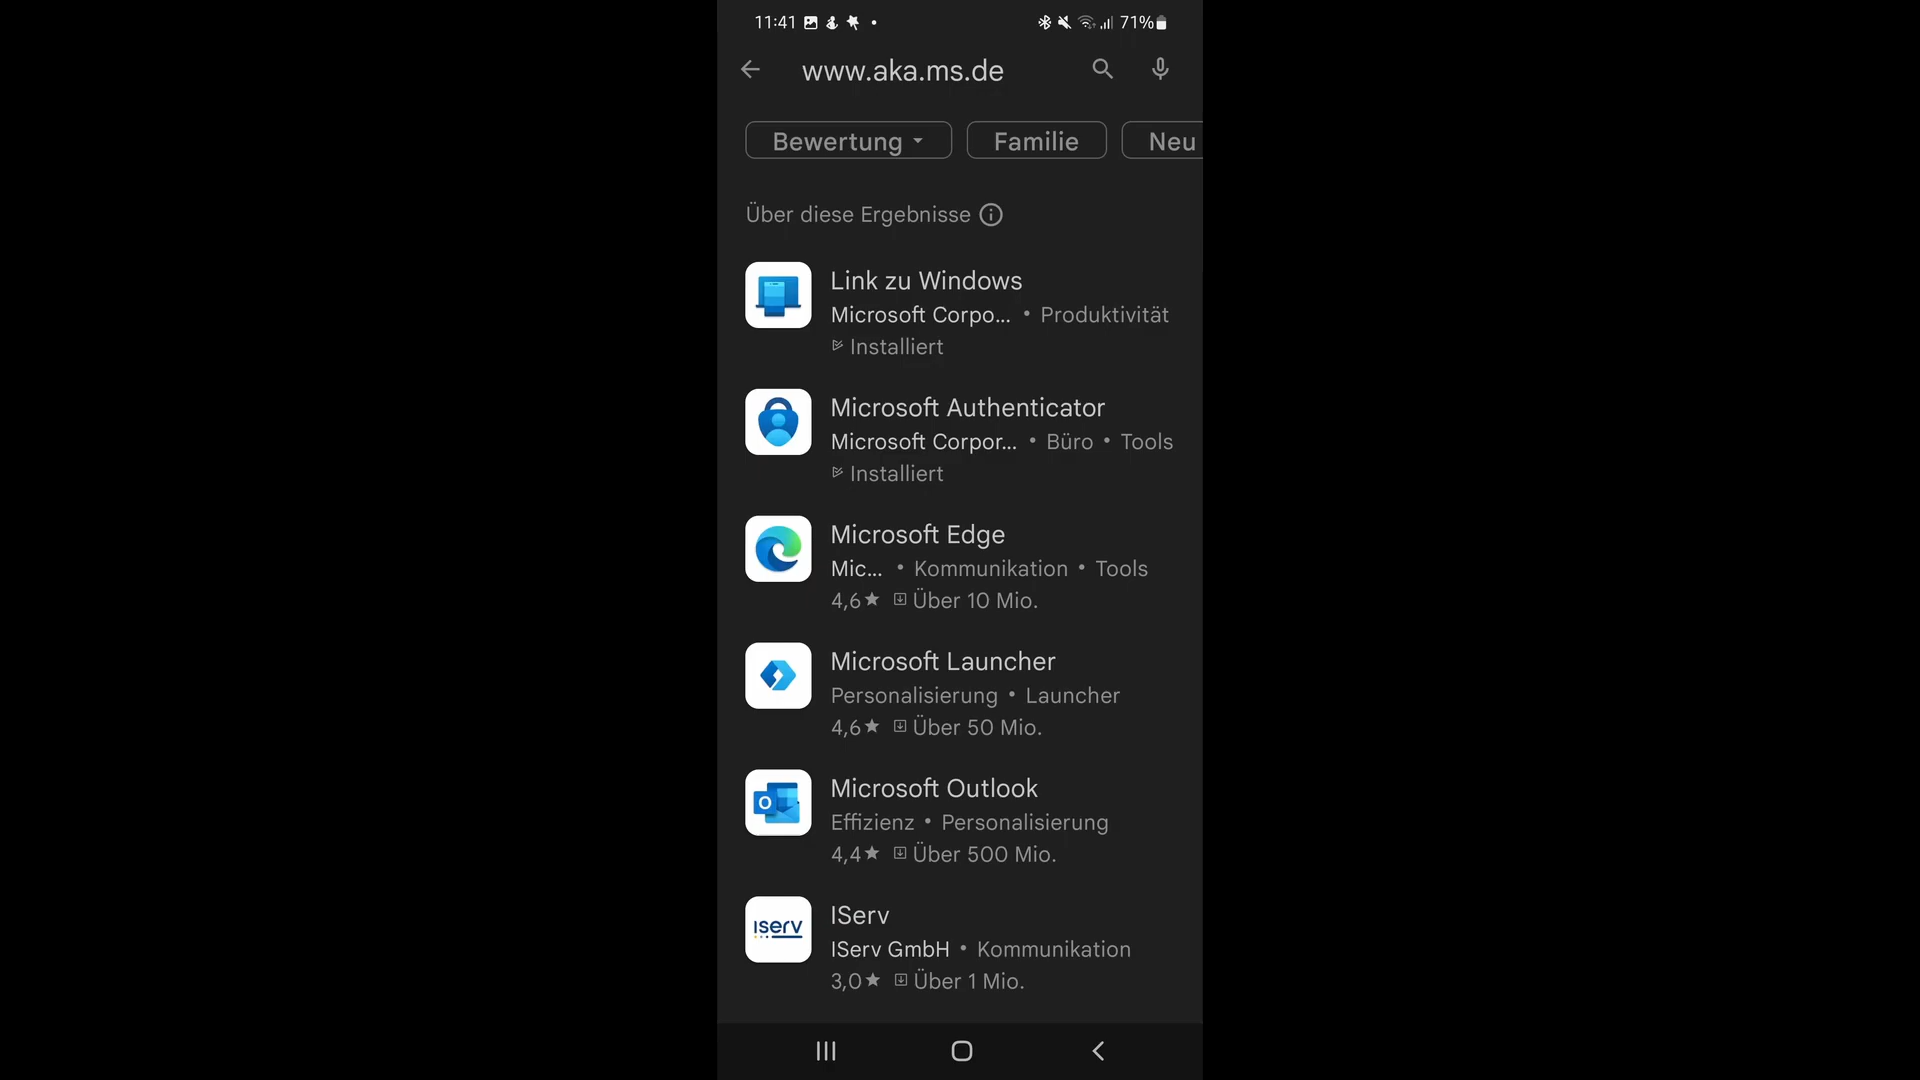 11:41 71%
www.aka.ms.de
Bewertung Familie Neu
Über diese Ergebnisse
Link zu Windows
Microsoft Corpo... • Produktivität
Installiert
Microsoft Authenticator
Microsoft Corpor... • Büro • Tools
Installiert
Microsoft Edge
Mic... • Kommunikation • Tools
4,6★ Über 10 Mio.
Microsoft Launcher
Personalisierung • Launcher
4,6★ Über 50 Mio.
O
Microsoft Outlook
Effizienz • Personalisierung
4,4★ Über 500 Mio.
ISERV
IServ
IServ GmbH • Kommunikation
3,0★ Über 1 Mio.